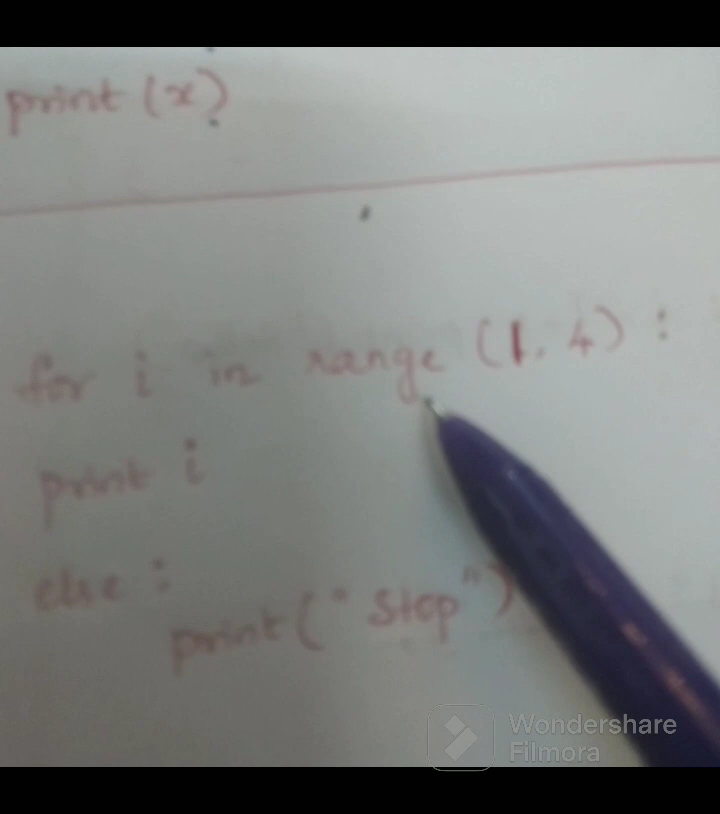 print (x)
for i in range (1, 4) :
print i
else :
print ("Stop")
Wondershare
Filmora